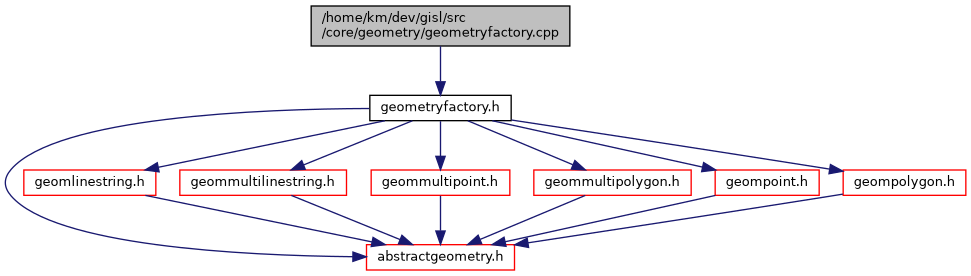 /home/km/dev/gisl/src
/core/geometry/geometryfactory.cpp
geometryfactory.h
geomlinestring.h
geommultilinestring.h
geommultipoint.h
geommultipolygon.h
geompoint.h
geompolygon.h
abstractgeometry.h